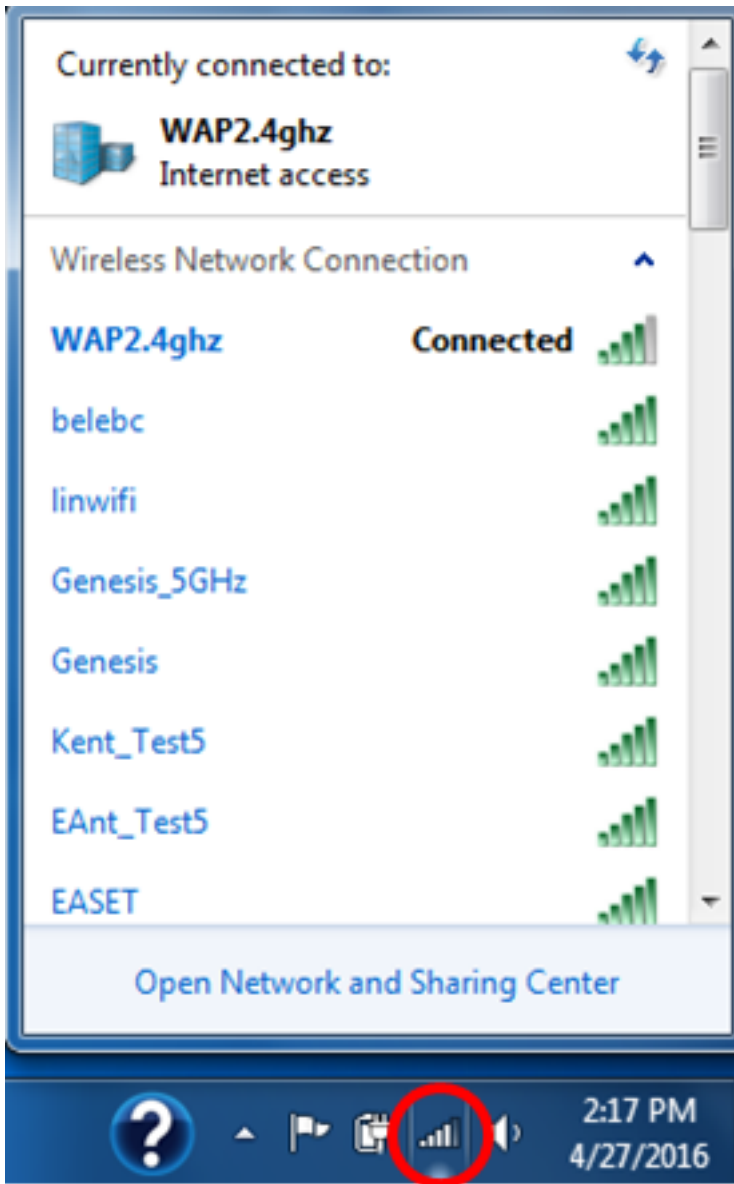 Currently connected to:
WAP2.4ghz
Internet access
Wireless Network Connection
WAP2.4ghz Connected
belebc
linwifi
Genesis_5GHz
Genesis
Kent_Test5
EAnt_Test5
EASET
Open Network and Sharing Center
?
2:17 PM
4/27/2016